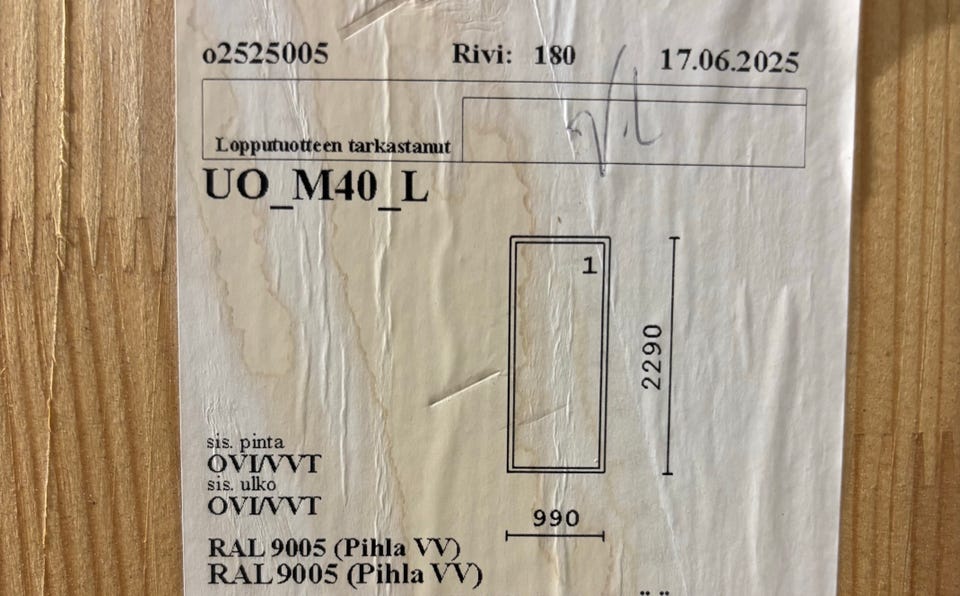 o2525005 Rivi: 180 17.06.2025
Lopputuotteen tarkastanut
UO_M40_L
1
2290
sis. pinta
OVI/VVT
sis. ulko
OVI/VVT
990
RAL 9005 (Pihla VV)
RAL 9005 (Pihla VV)